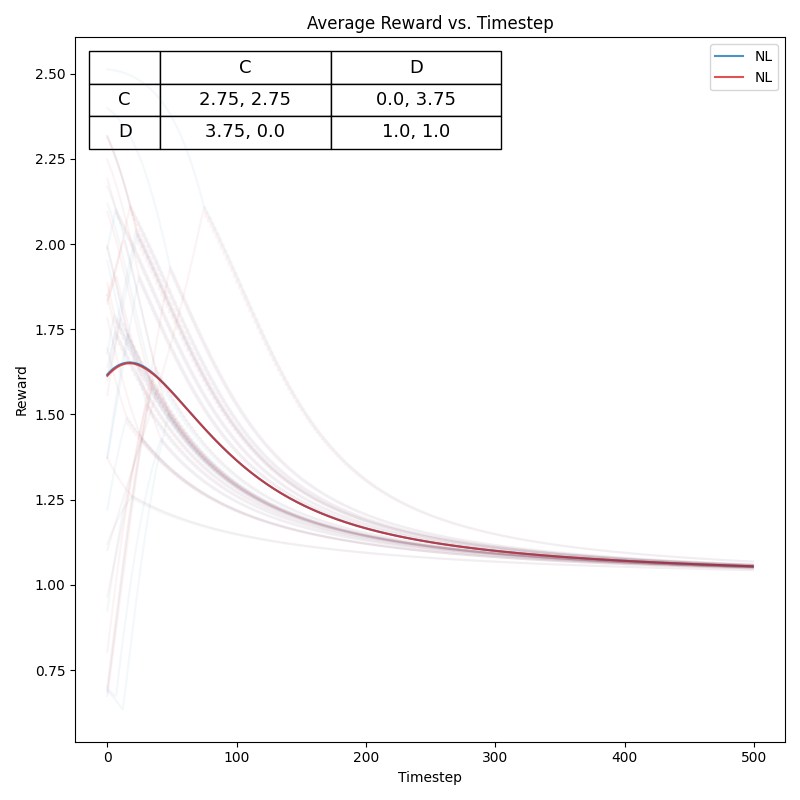 Average Reward vs. Timestep
C D
C 2.75, 2.75 0.0, 3.75
D 3.75, 0.0 1.0, 1.0
NL
NL
2.50
2.25
2.00
1.75
1.50
1.25
1.00
0.75
Reward
0 100 200 300 400 500
Timestep